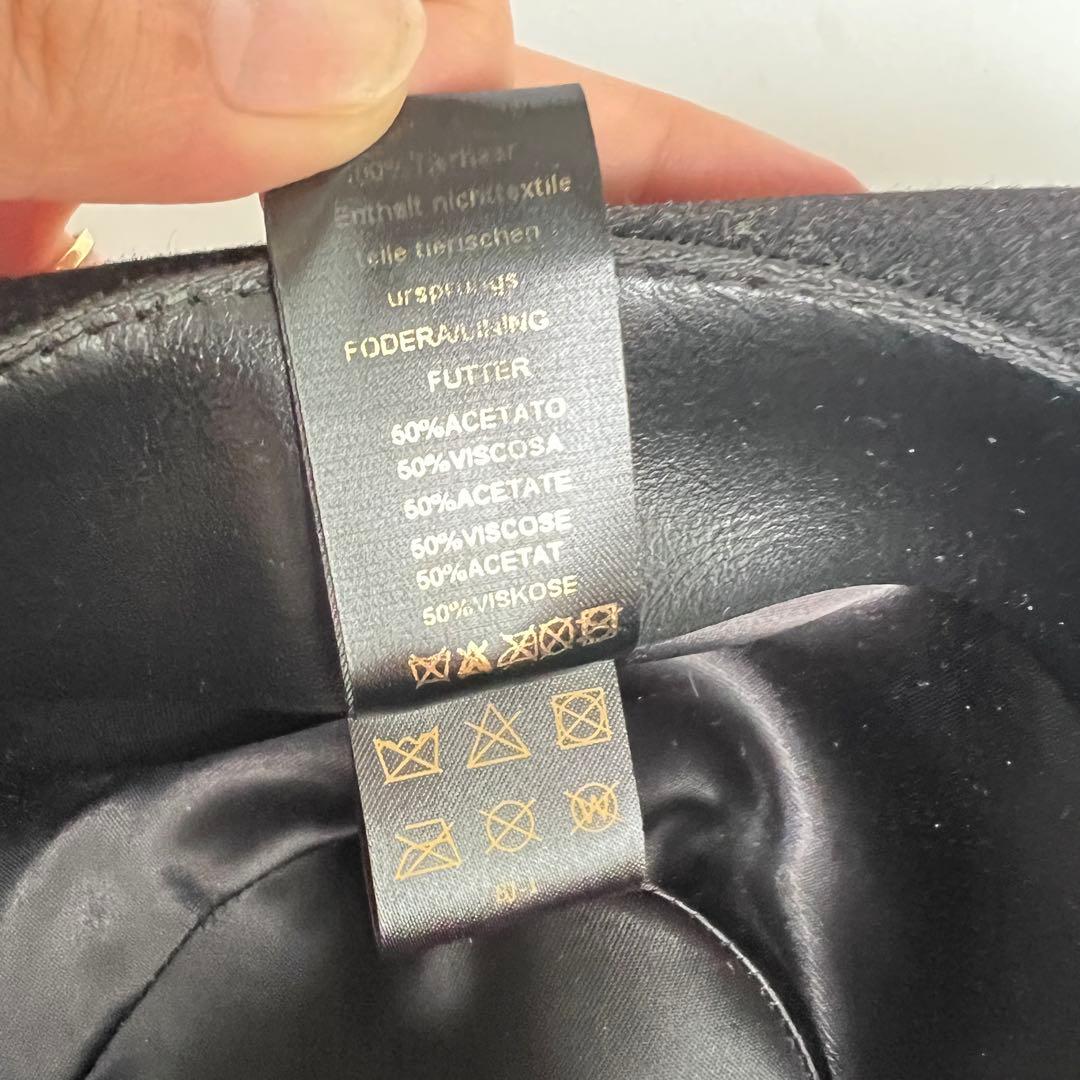 100% Tierhaar
Enthält nichttextile
teile tierischen
ursprungs
FODERA/LINING
FUTTER
50%ACETATO
50%VISCOSA
50%ACETATE
50%VISCOSE
50%ACETAT
50%VISKOSE